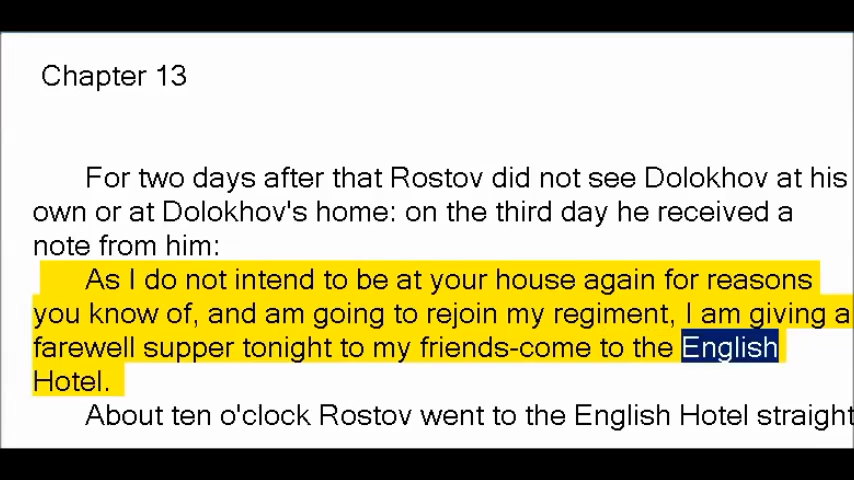 Chapter 13
For two days after that Rostov did not see Dolokhov at his
own or at Dolokhov's home: on the third day he received a
note from him:
As I do not intend to be at your house again for reasons
you know of, and am going to rejoin my regiment, I am giving a
farewell supper tonight to my friends-come to the English
Hotel.
About ten o'clock Rostov went to the English Hotel straight